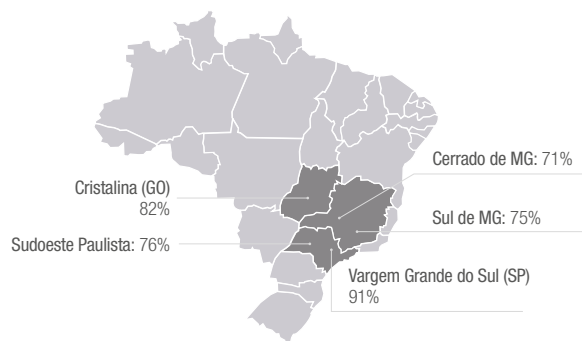 Cerrado de MG: 71%
Cristalina (GO)
82%
Sul de MG: 75%
Sudoeste Paulista: 76%
Vargem Grande do Sul (SP)
91%